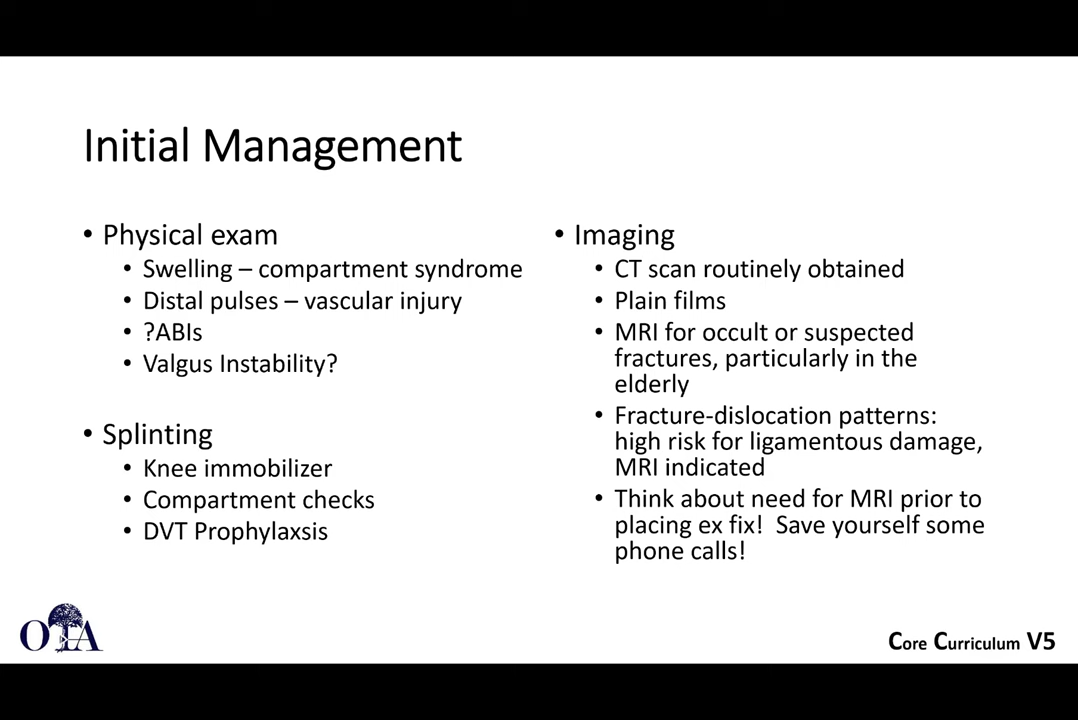 Initial Management
• Physical exam
• Swelling – compartment syndrome
• Distal pulses – vascular injury
• ?ABIs
• Valgus Instability?
• Splinting
• Knee immobilizer
• Compartment checks
• DVT Prophylaxsis
• Imaging
• CT scan routinely obtained
• Plain films
• MRI for occult or suspected
fractures, particularly in the
elderly
• Fracture-dislocation patterns:
high risk for ligamentous damage,
MRI indicated
• Think about need for MRI prior to
placing ex fix!  Save yourself some
phone calls!
OTA
Core Curriculum V5